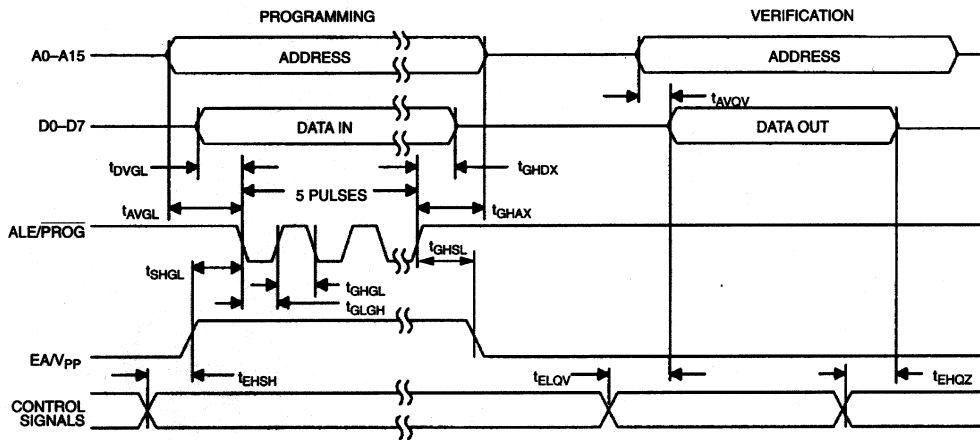 PROGRAMMING VERIFICATION
A0–A15 ADDRESS ADDRESS
tAVQV
D0–D7 DATA IN DATA OUT
tDVGL tGHDX
5 PULSES
tAVGL tGHAX
ALE/PROG
tGHSL
tSHGL
tGHGL
tGLGH
EA/VPP
tEHSH tELQV tEHQZ
CONTROL
SIGNALS